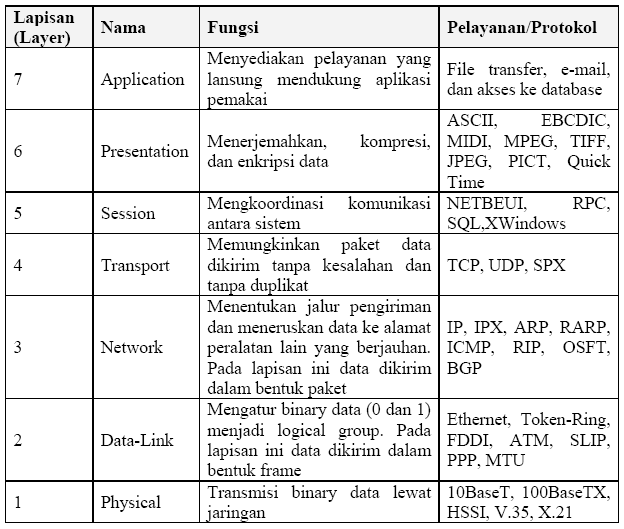 Lapisan (Layer) Nama Fungsi Pelayanan/Protokol
7 Application
Menyediakan pelayanan yang
lansung mendukung aplikasi
pemakai
File transfer, e-mail,
dan akses ke database
6 Presentation
Menerjemahkan, kompresi,
dan enkripsi data
ASCII, EBCDIC,
MIDI, MPEG, TIFF,
JPEG, PICT, Quick
Time
5 Session
Mengkoordinasi komunikasi
antara sistem
NETBEUI, RPC,
SQL,XWindows
4 Transport
Memungkinkan paket data
dikirim tanpa kesalahan dan
tanpa duplikat
TCP, UDP, SPX
3 Network
Menentukan jalur pengiriman
dan meneruskan data ke alamat
peralatan lain yang berjauhan.
Pada lapisan ini data dikirim
dalam bentuk paket
IP, IPX, ARP, RARP,
ICMP, RIP, OSFT,
BGP
2 Data-Link
Mengatur binary data (0 dan 1)
menjadi logical group. Pada
lapisan ini data dikirim dalam
bentuk frame
Ethernet, Token-Ring,
FDDI, ATM, SLIP,
PPP, MTU
1 Physical
Transmisi binary data lewat
jaringan
10BaseT, 100BaseTX,
HSSI, V.35, X.21